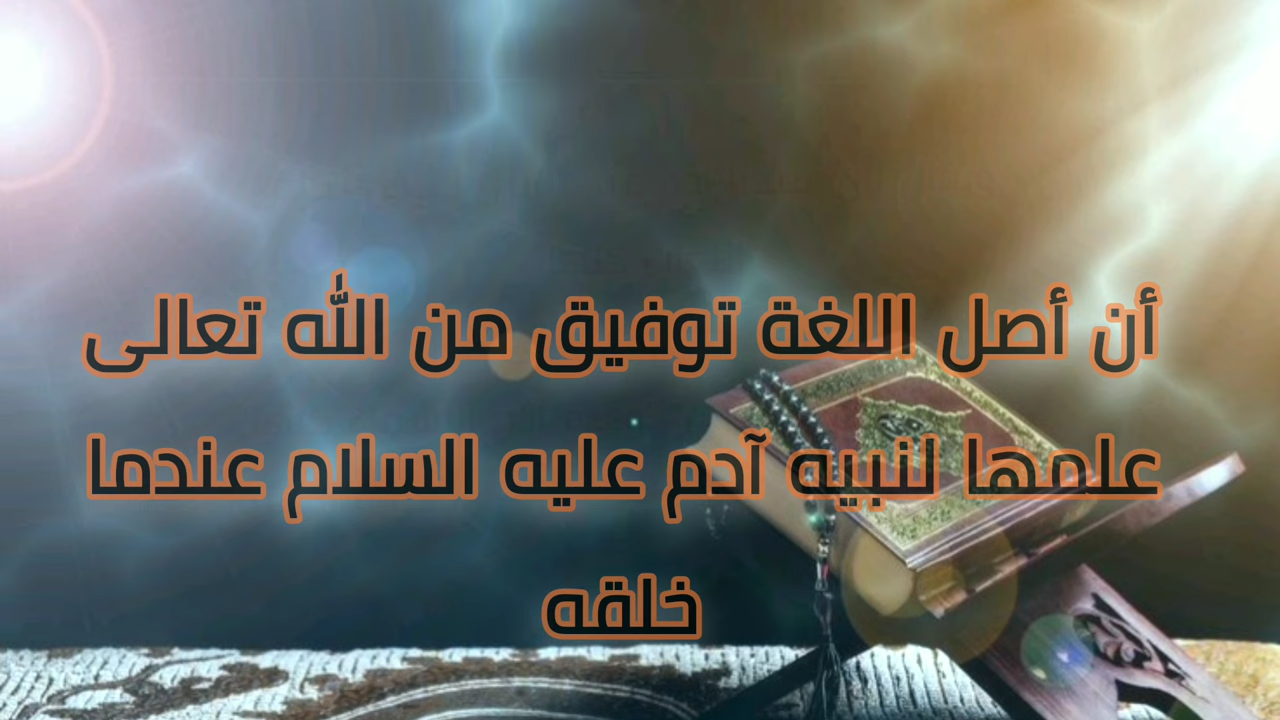 أن أصل اللغة توفيق من الله تعالى
علمها لنبيه آدم عليه السلام عندما
خلقه